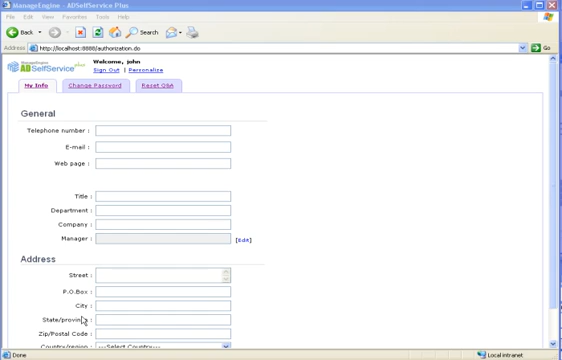 ManageEngine - ADSelfService Plus
File Edit View Favorites Tools Help
Back Search
Address http://localhost:8888/authorization.do Go
ManageEngine
ADSelfService plus
Welcome, john
Sign Out | Personalize
My Info Change Password Reset Q&A
General
Telephone number :
E-mail :
Web page :
Title :
Department :
Company :
Manager : [Edit]
Address
Street :
P.O.Box :
City :
State/province :
Zip/Postal Code :
Country/region : ---Select Country---
Done Local intranet